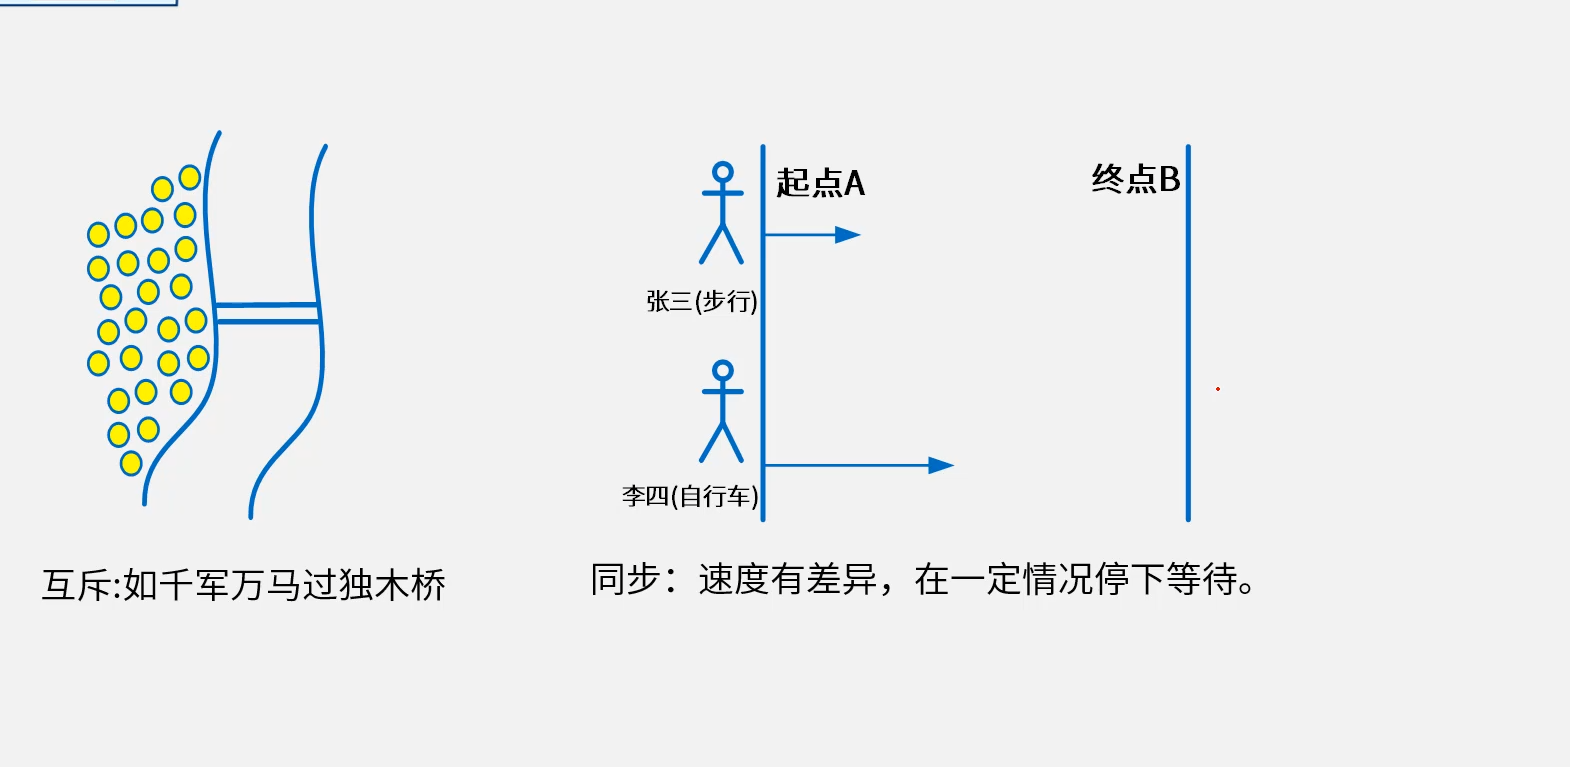 起点A
终点B
张三(步行)
李四(自行车)
互斥:如千军万马过独木桥
同步：速度有差异，在一定情况停下等待。